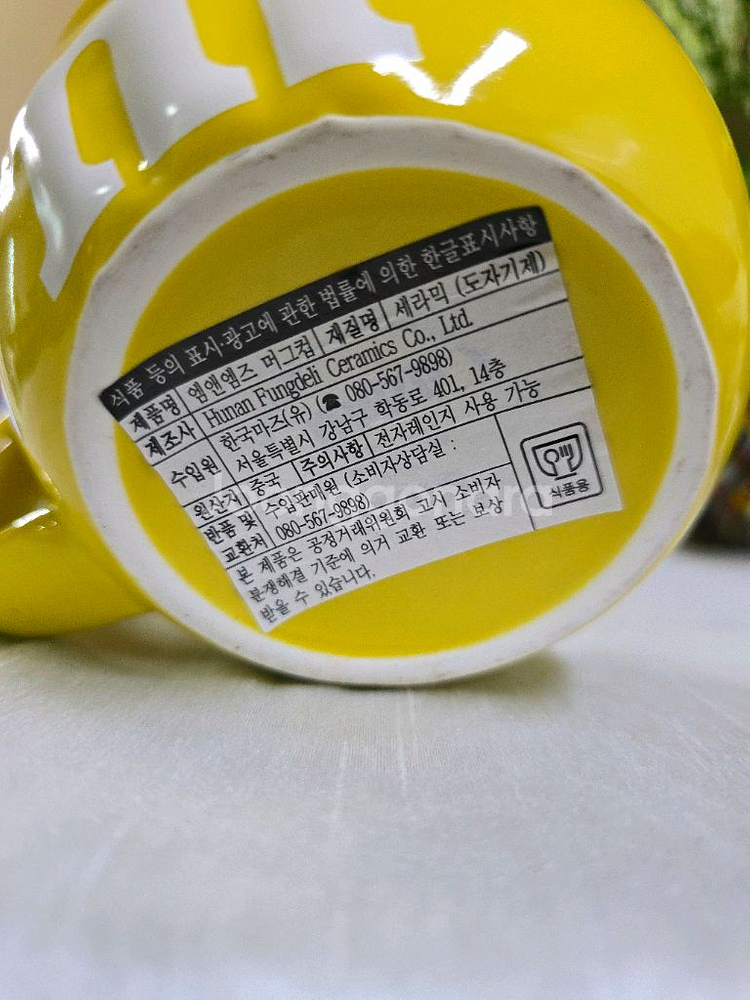 식품 등의 표시·광고에 관한 법률에 의한 한글표시사항
제품명 엠앤엠즈 머그컵 재질명 세라믹 (도자기제)
제조사 Hunan Fungdeli Ceramics Co., Ltd.
수입원 한국마즈(유) (☎ 080-567-9898)
서울특별시 강남구 학동로 401, 14층
원산지 중국 주의사항 전자레인지 사용 가능
반품 및 교환처 수입판매원 (소비자상담실 :
080-567-9898)
본 제품은 공정거래위원회 고시 소비자
분쟁해결 기준에 의거 교환 또는 보상
받을 수 있습니다.
식품용